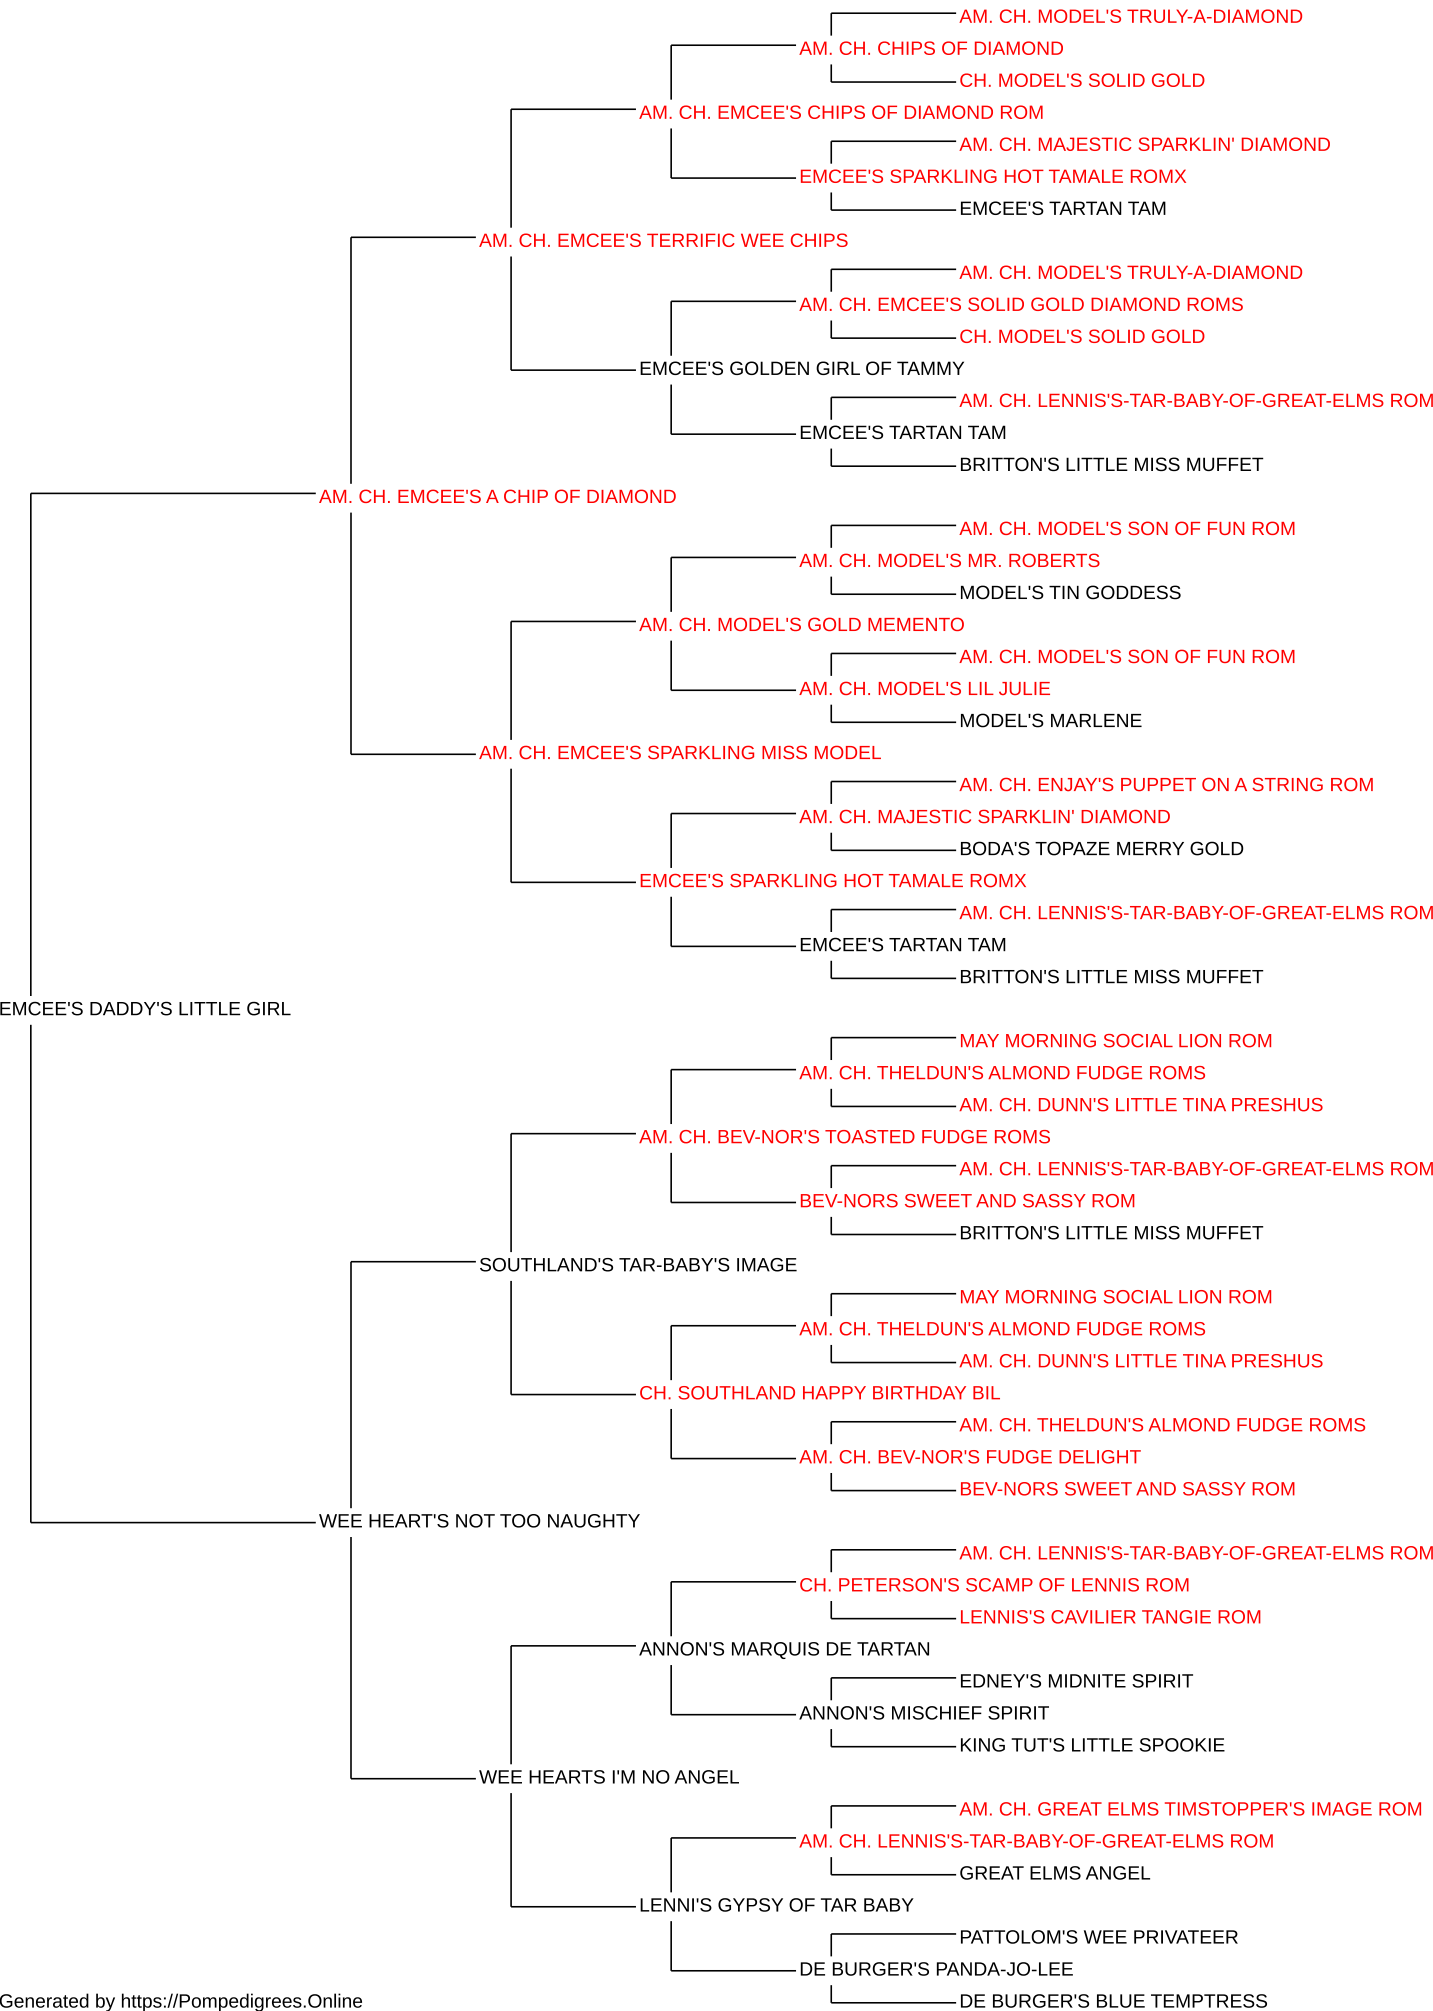 AM. CH. MODEL'S TRULY-A-DIAMOND
AM. CH. CHIPS OF DIAMOND
CH. MODEL'S SOLID GOLD
AM. CH. EMCEE'S CHIPS OF DIAMOND ROM
AM. CH. MAJESTIC SPARKLIN' DIAMOND
EMCEE'S SPARKLING HOT TAMALE ROMX
EMCEE'S TARTAN TAM
AM. CH. EMCEE'S TERRIFIC WEE CHIPS
AM. CH. MODEL'S TRULY-A-DIAMOND
AM. CH. EMCEE'S SOLID GOLD DIAMOND ROMS
CH. MODEL'S SOLID GOLD
EMCEE'S GOLDEN GIRL OF TAMMY
AM. CH. LENNIS'S-TAR-BABY-OF-GREAT-ELMS ROM
EMCEE'S TARTAN TAM
BRITTON'S LITTLE MISS MUFFET
AM. CH. EMCEE'S A CHIP OF DIAMOND
AM. CH. MODEL'S SON OF FUN ROM
AM. CH. MODEL'S MR. ROBERTS
MODEL'S TIN GODDESS
AM. CH. MODEL'S GOLD MEMENTO
AM. CH. MODEL'S SON OF FUN ROM
AM. CH. MODEL'S LIL JULIE
MODEL'S MARLENE
AM. CH. EMCEE'S SPARKLING MISS MODEL
AM. CH. ENJAY'S PUPPET ON A STRING ROM
AM. CH. MAJESTIC SPARKLIN' DIAMOND
BODA'S TOPAZE MERRY GOLD
EMCEE'S SPARKLING HOT TAMALE ROMX
AM. CH. LENNIS'S-TAR-BABY-OF-GREAT-ELMS ROM
EMCEE'S TARTAN TAM
BRITTON'S LITTLE MISS MUFFET
EMCEE'S DADDY'S LITTLE GIRL
MAY MORNING SOCIAL LION ROM
AM. CH. THELDUN'S ALMOND FUDGE ROMS
AM. CH. DUNN'S LITTLE TINA PRESHUS
AM. CH. BEV-NOR'S TOASTED FUDGE ROMS
AM. CH. LENNIS'S-TAR-BABY-OF-GREAT-ELMS ROM
BEV-NORS SWEET AND SASSY ROM
BRITTON'S LITTLE MISS MUFFET
SOUTHLAND'S TAR-BABY'S IMAGE
MAY MORNING SOCIAL LION ROM
AM. CH. THELDUN'S ALMOND FUDGE ROMS
AM. CH. DUNN'S LITTLE TINA PRESHUS
CH. SOUTHLAND HAPPY BIRTHDAY BIL
AM. CH. THELDUN'S ALMOND FUDGE ROMS
AM. CH. BEV-NOR'S FUDGE DELIGHT
BEV-NORS SWEET AND SASSY ROM
WEE HEART'S NOT TOO NAUGHTY
AM. CH. LENNIS'S-TAR-BABY-OF-GREAT-ELMS ROM
CH. PETERSON'S SCAMP OF LENNIS ROM
LENNIS'S CAVILIER TANGIE ROM
ANNON'S MARQUIS DE TARTAN
EDNEY'S MIDNITE SPIRIT
ANNON'S MISCHIEF SPIRIT
KING TUT'S LITTLE SPOOKIE
WEE HEARTS I'M NO ANGEL
AM. CH. GREAT ELMS TIMSTOPPER'S IMAGE ROM
AM. CH. LENNIS'S-TAR-BABY-OF-GREAT-ELMS ROM
GREAT ELMS ANGEL
LENNI'S GYPSY OF TAR BABY
PATTOLOM'S WEE PRIVATEER
DE BURGER'S PANDA-JO-LEE
DE BURGER'S BLUE TEMPTRESS
Generated by https://Pompedigrees.Online